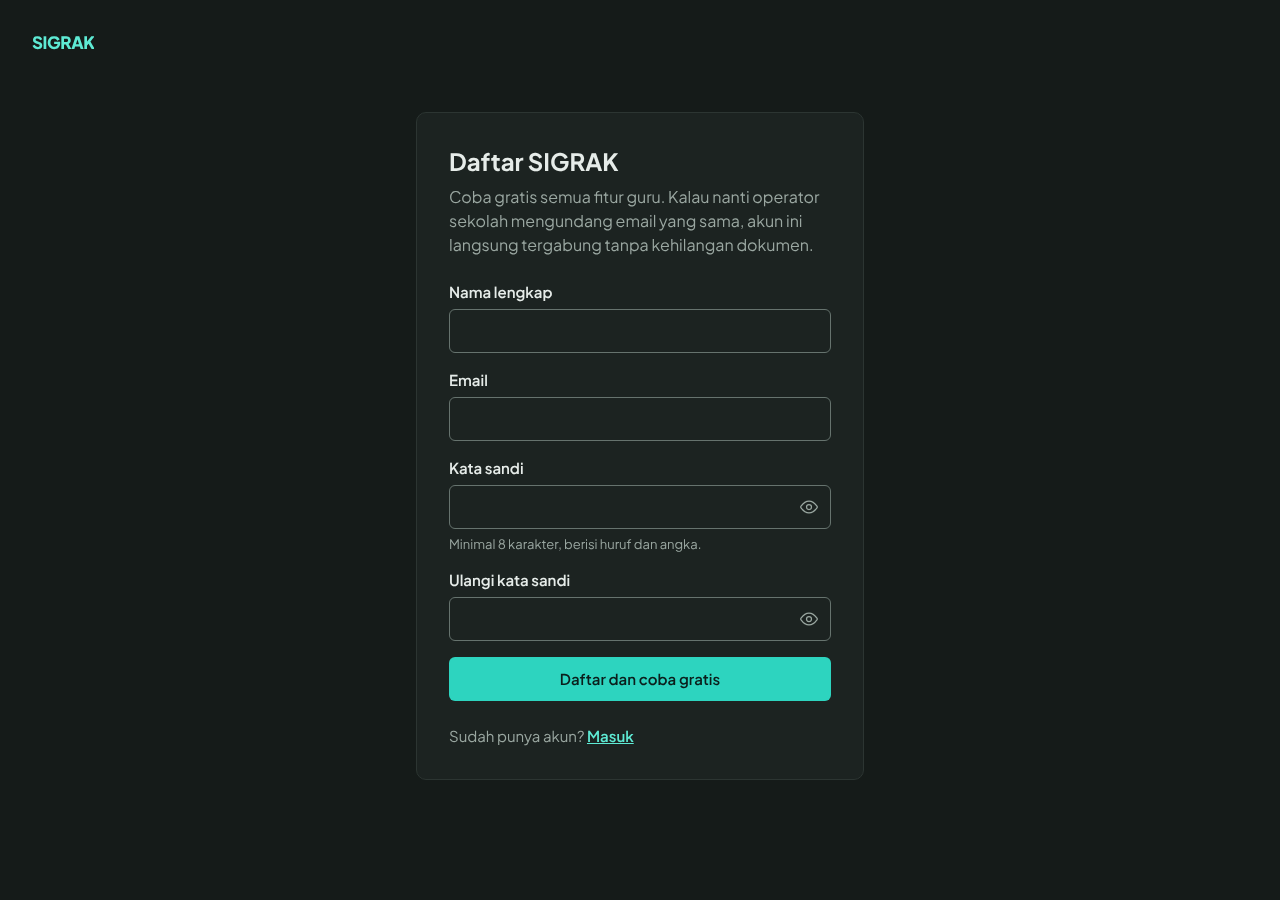 SIGRAK
Daftar SIGRAK
Coba gratis semua fitur guru. Kalau nanti operator
sekolah mengundang email yang sama, akun ini
langsung tergabung tanpa kehilangan dokumen.
Nama lengkap
Email
Kata sandi
Minimal 8 karakter, berisi huruf dan angka.
Ulangi kata sandi
Daftar dan coba gratis
Sudah punya akun? Masuk